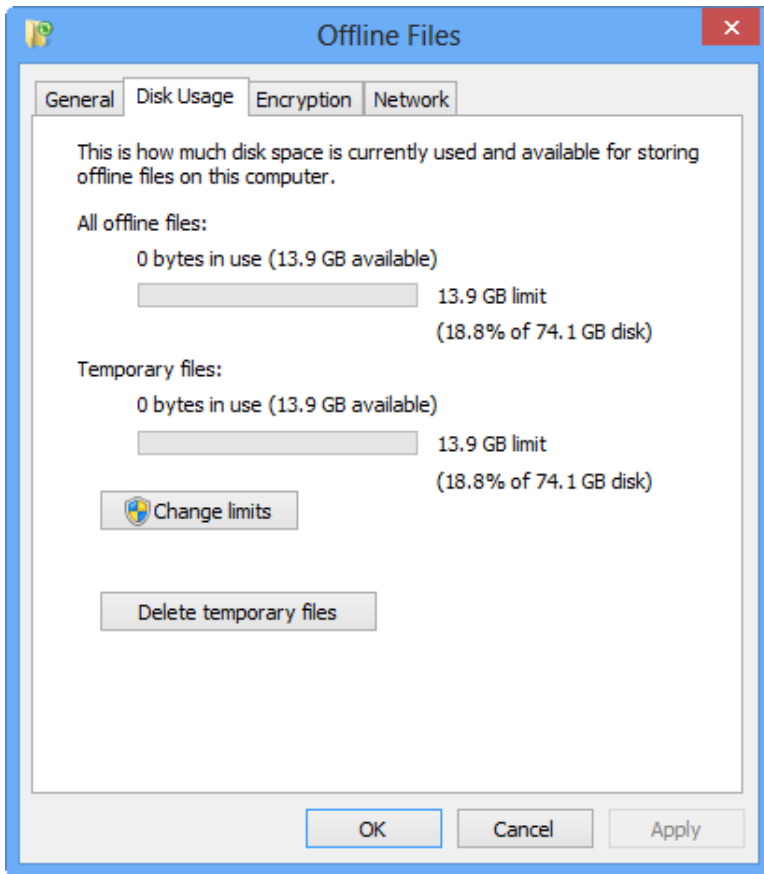 Offline Files
General Disk Usage Encryption Network
This is how much disk space is currently used and available for storing
offline files on this computer.
All offline files:
0 bytes in use (13.9 GB available)
13.9 GB limit
(18.8% of 74.1 GB disk)
Temporary files:
0 bytes in use (13.9 GB available)
13.9 GB limit
(18.8% of 74.1 GB disk)
Change limits
Delete temporary files
OK Cancel Apply